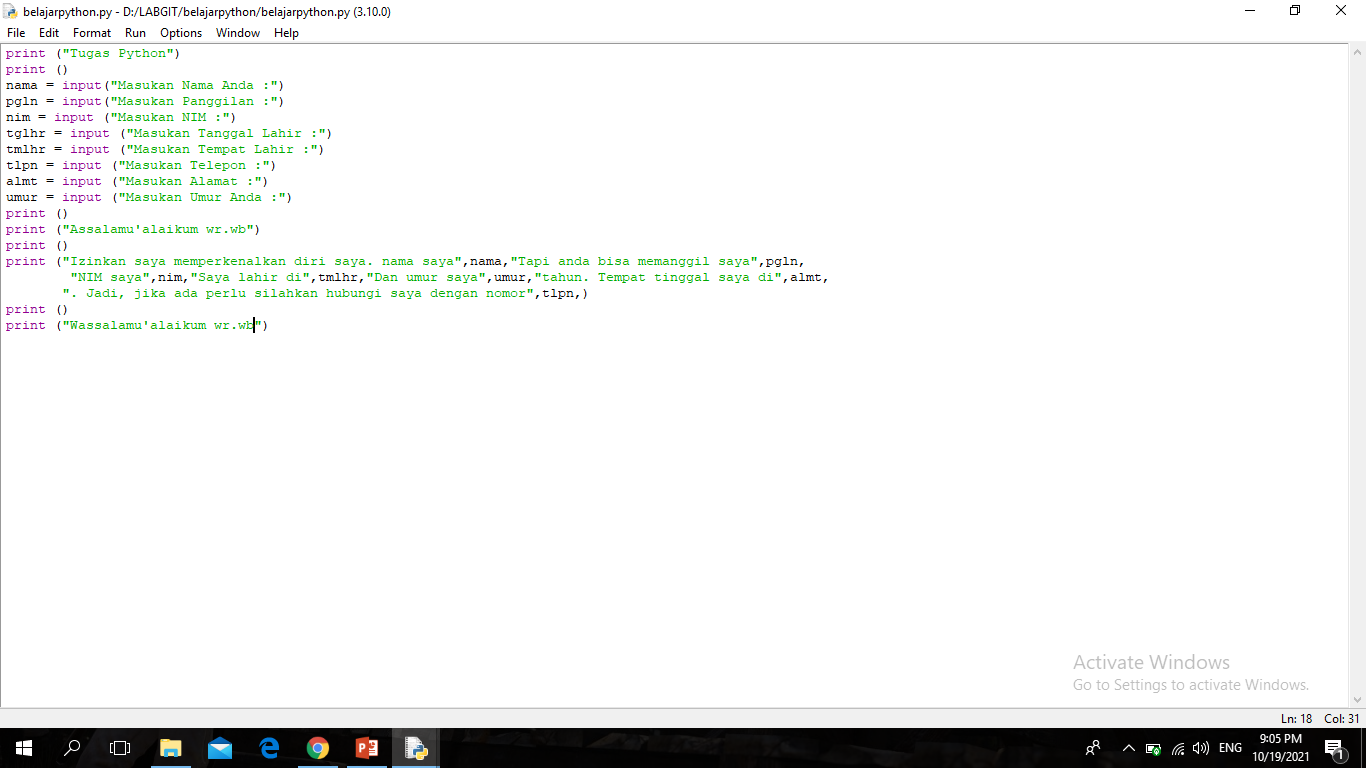 belajarpython.py - D:/LABGIT/belajarpython/belajarpython.py (3.10.0)
File Edit Format Run Options Window Help
print ("Tugas Python")
print ()
nama = input("Masukan Nama Anda :")
pgln = input("Masukan Panggilan :")
nim = input ("Masukan NIM :")
tglhr = input ("Masukan Tanggal Lahir :")
tmlhr = input ("Masukan Tempat Lahir :")
tlpn = input ("Masukan Telepon :")
almt = input ("Masukan Alamat :")
umur = input ("Masukan Umur Anda :")
print ()
print ("Assalamu'alaikum wr.wb")
print ()
print ("Izinkan saya memperkenalkan diri saya. nama saya",nama,"Tapi anda bisa memanggil saya",pgln,
"NIM saya",nim,"Saya lahir di",tmlhr,"Dan umur saya",umur,"tahun. Tempat tinggal saya di",almt,
". Jadi, jika ada perlu silahkan hubungi saya dengan nomor",tlpn,)
print ()
print ("Wassalamu'alaikum wr.wb")
Activate Windows
Go to Settings to activate Windows.
Ln: 18 Col: 31
ENG
9:05 PM
10/19/2021
1